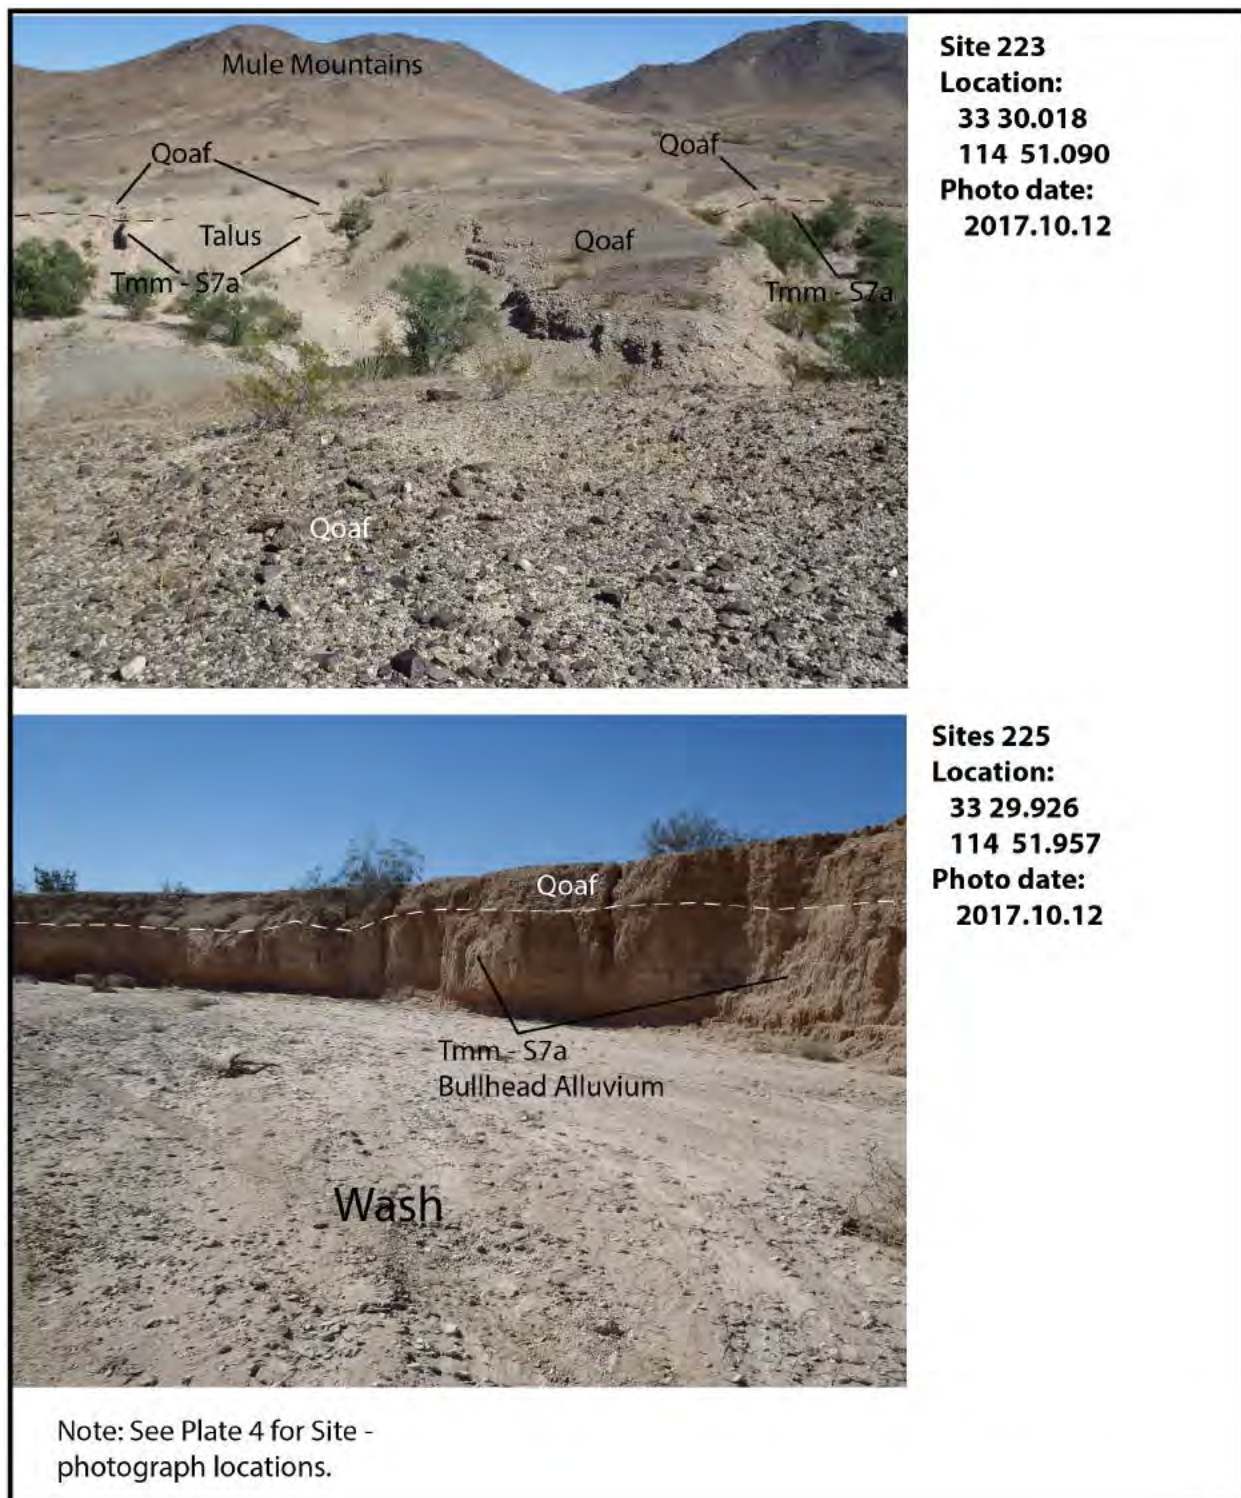 Mule Mountains
Qoaf
Qoaf
Talus
Qoaf
Tmm - S7a
Tmm - S7a
Qoaf
Site 223
Location:
33 30.018
114 51.090
Photo date:
2017.10.12
Qoaf
Tmm - S7a
Bullhead Alluvium
Wash
Sites 225
Location:
33 29.926
114 51.957
Photo date:
2017.10.12
Note: See Plate 4 for Site -
photograph locations.